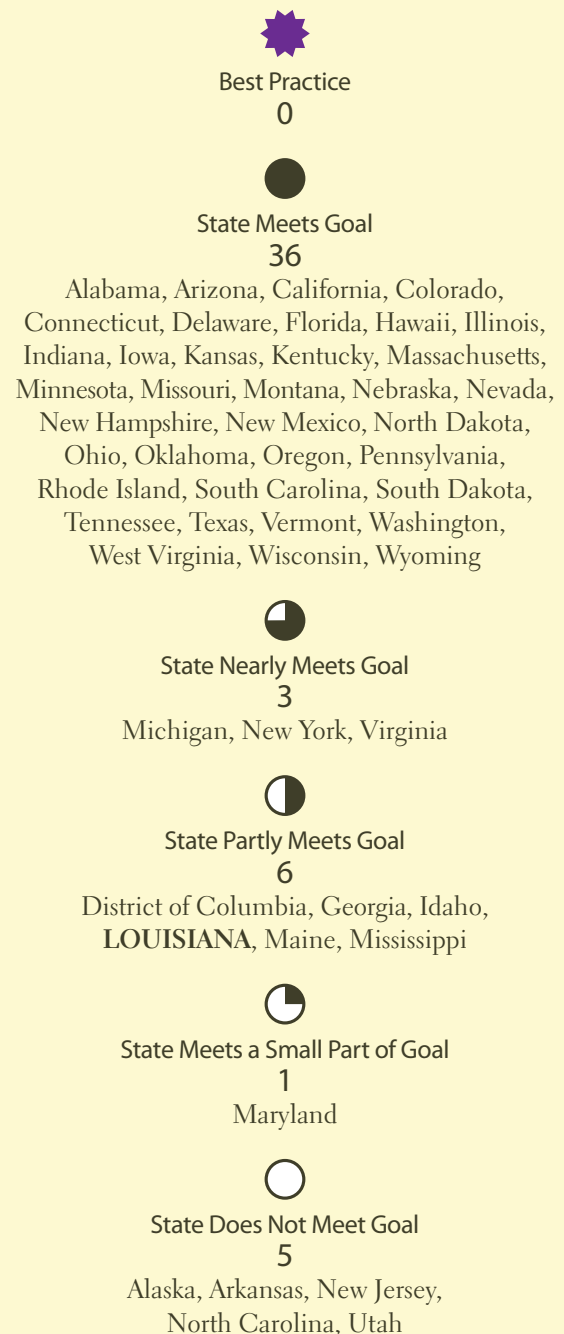 Best Practice
0
State Meets Goal
36
Alabama, Arizona, California, Colorado,
Connecticut, Delaware, Florida, Hawaii, Illinois,
Indiana, Iowa, Kansas, Kentucky, Massachusetts,
Minnesota, Missouri, Montana, Nebraska, Nevada,
New Hampshire, New Mexico, North Dakota,
Ohio, Oklahoma, Oregon, Pennsylvania,
Rhode Island, South Carolina, South Dakota,
Tennessee, Texas, Vermont, Washington,
West Virginia, Wisconsin, Wyoming
State Nearly Meets Goal
3
Michigan, New York, Virginia
State Partly Meets Goal
6
District of Columbia, Georgia, Idaho,
LOUISIANA, Maine, Mississippi
State Meets a Small Part of Goal
1
Maryland
State Does Not Meet Goal
5
Alaska, Arkansas, New Jersey,
North Carolina, Utah